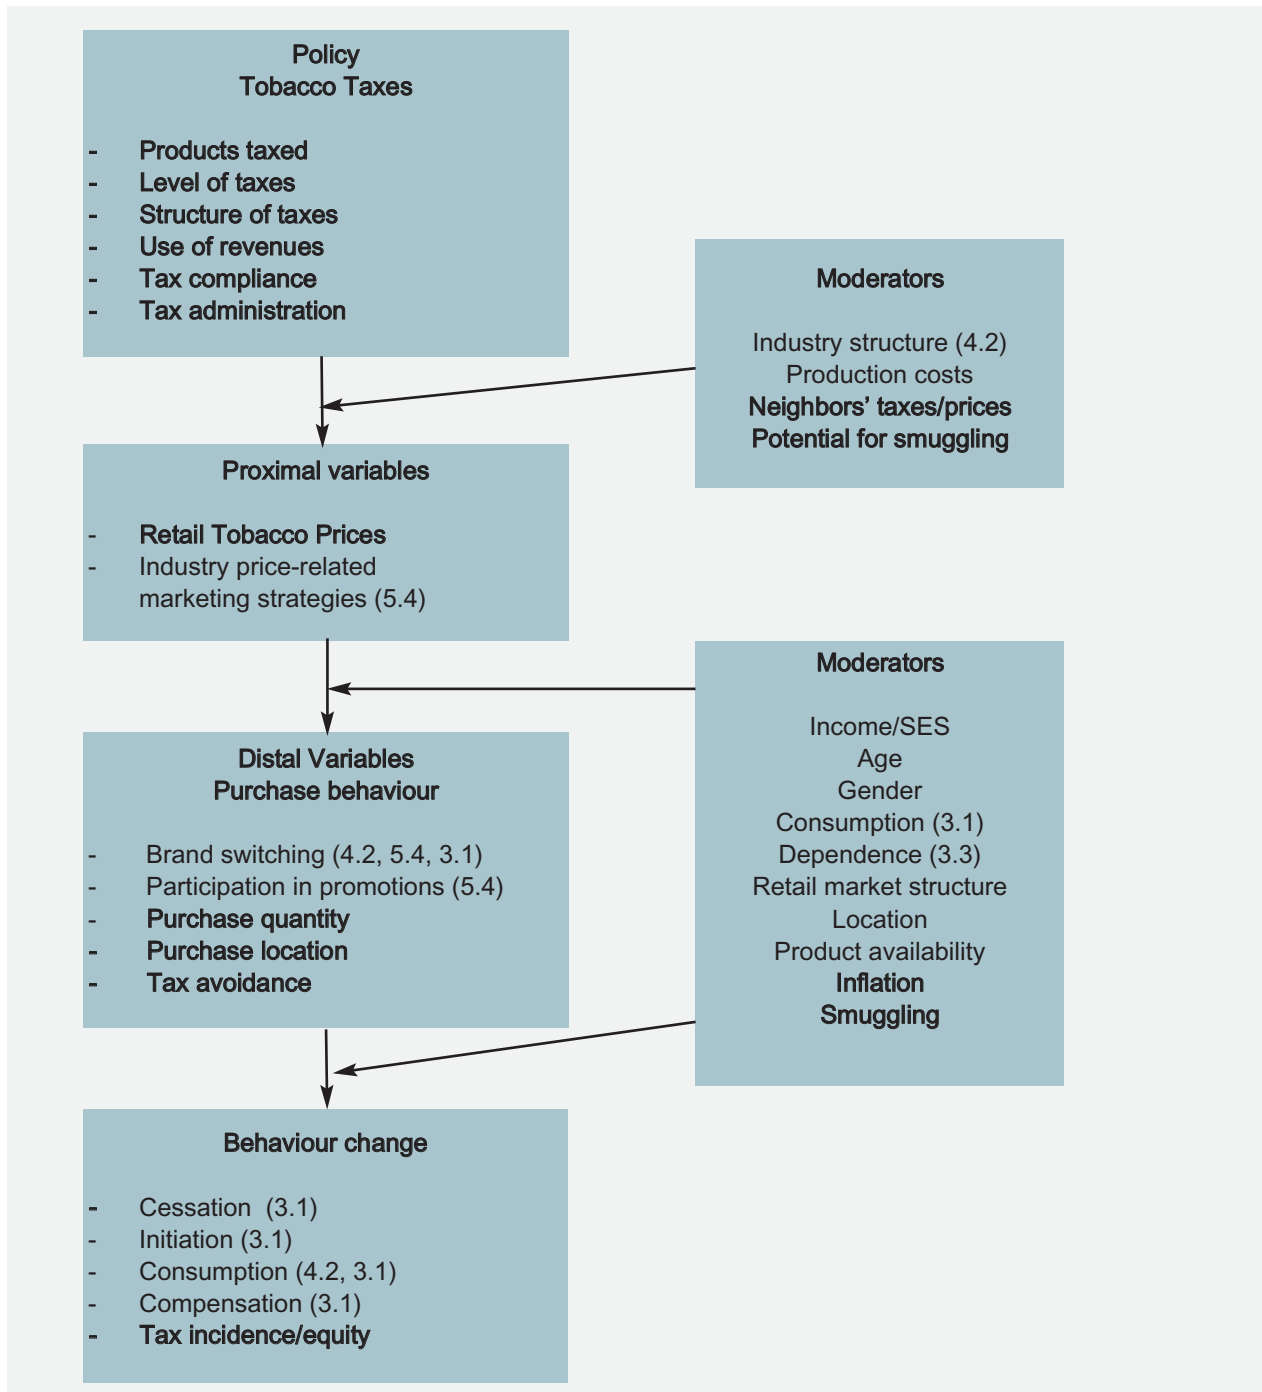 Policy
Tobacco Taxes
- Products taxed
- Level of taxes
- Structure of taxes
- Use of revenues
- Tax compliance
- Tax administration
Moderators
Industry structure (4.2)
Production costs
Neighbors’ taxes/prices
Potential for smuggling
Proximal variables
- Retail Tobacco Prices
- Industry price-related
marketing strategies (5.4)
Moderators
Income/SES
Age
Gender
Consumption (3.1)
Dependence (3.3)
Retail market structure
Location
Product availability
Inflation
Smuggling
Distal Variables
Purchase behaviour
- Brand switching (4.2, 5.4, 3.1)
- Participation in promotions (5.4)
- Purchase quantity
- Purchase location
- Tax avoidance
Behaviour change
- Cessation (3.1)
- Initiation (3.1)
- Consumption (4.2, 3.1)
- Compensation (3.1)
- Tax incidence/equity